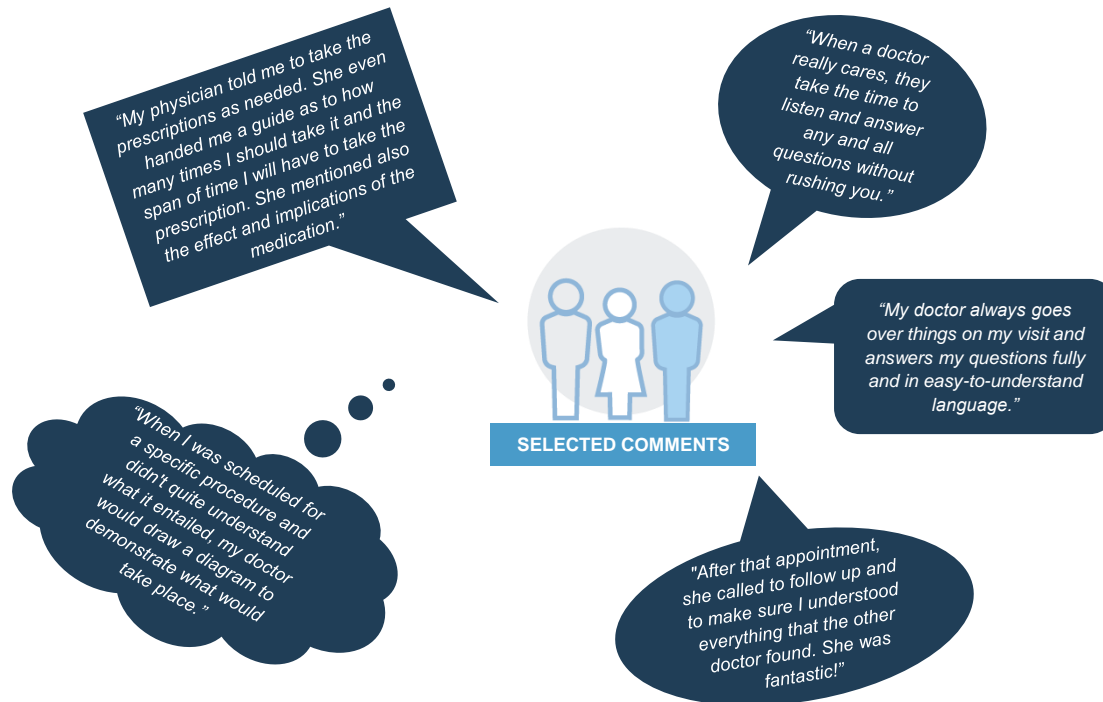 “My physician told me to take the
prescriptions as needed. She even
handed me a guide as to how
many times I should take it and the
span of time I will have to take the
prescription. She mentioned also
the effect and implications of the
medication.”
“When a doctor
really cares, they
take the time to
listen and answer
any and all
questions without
rushing you.”
“My doctor always goes
over things on my visit and
answers my questions fully
and in easy-to-understand
language.”
SELECTED COMMENTS
“When I was scheduled for
a specific procedure and
didn't quite understand
what it entailed, my doctor
would draw a diagram to
demonstrate what would
take place.”
"After that appointment,
she called to follow up and
to make sure I understood
everything that the other
doctor found. She was
fantastic!”